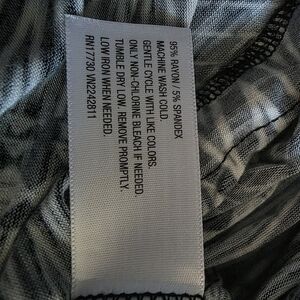 95% RAYON / 5% SPANDEX
MACHINE WASH COLD.
GENTLE CYCLE WITH LIKE COLORS.
ONLY NON-CHLORINE BLEACH IF NEEDED.
TUMBLE DRY LOW. REMOVE PROMPTLY.
LOW IRON WHEN NEEDED.
RN17730 VN2242811